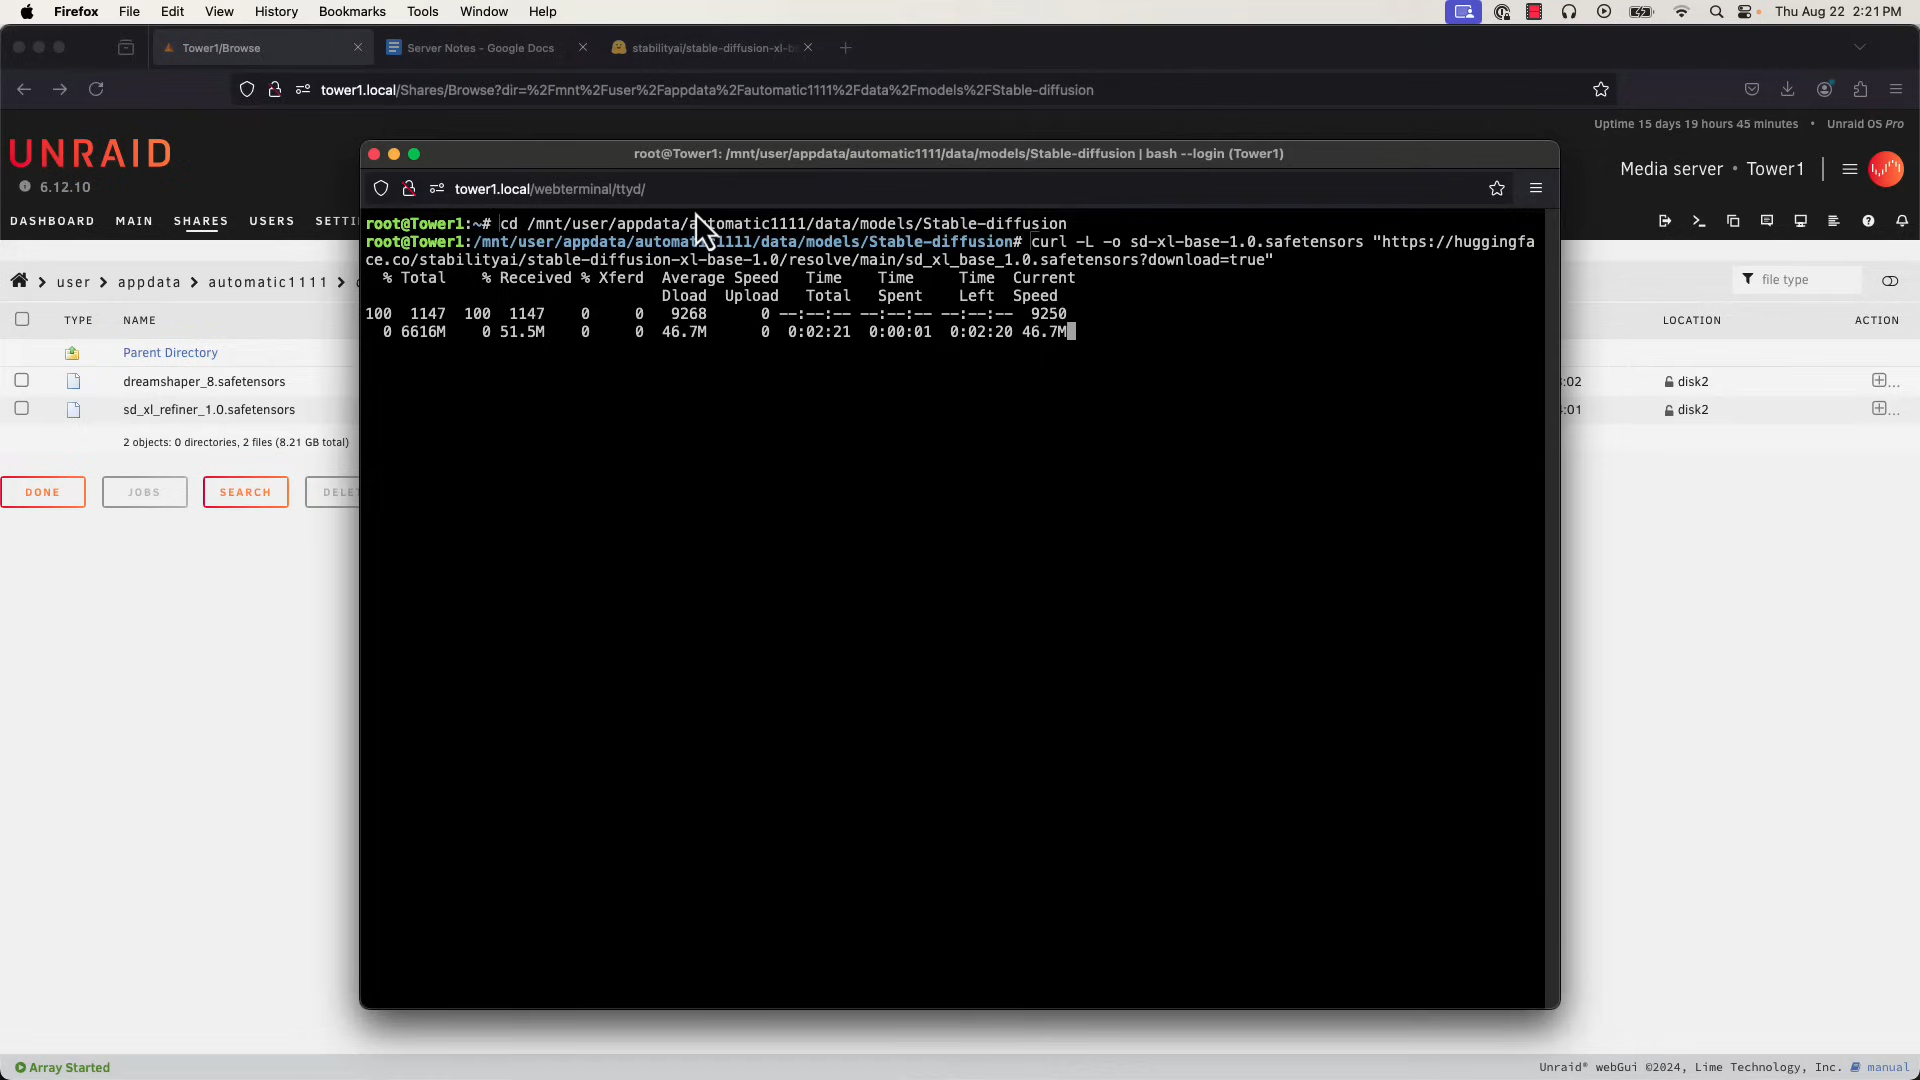 Firefox File Edit View History Bookmarks Tools Window Help Thu Aug 22 2:21 PM
Tower1/Browse Server Notes - Google Docs stabilityai/stable-diffusion-xl-b
tower1.local/Shares/Browse?dir=%2Fmnt%2Fuser%2Fappdata%2Fautomatic1111%2Fdata%2Fmodels%2FStable-diffusion
Uptime 15 days 19 hours 45 minutes • Unraid OS Pro
UNRAID
6.12.10
Media server • Tower1
DASHBOARD MAIN SHARES USERS SETTI
user > appdata > automatic1111 >
file type
TYPE NAME LOCATION ACTION
Parent Directory
dreamshaper_8.safetensors :02 disk2 ...
sd_xl_refiner_1.0.safetensors :01 disk2 ...
2 objects: 0 directories, 2 files (8.21 GB total)
DONE JOBS SEARCH DELET
root@Tower1: /mnt/user/appdata/automatic1111/data/models/Stable-diffusion | bash --login (Tower1)
tower1.local/webterminal/ttyd/
root@Tower1:~# cd /mnt/user/appdata/automatic1111/data/models/Stable-diffusion
root@Tower1:/mnt/user/appdata/automatic1111/data/models/Stable-diffusion# curl -L -o sd-xl-base-1.0.safetensors "https://huggingfa
ce.co/stabilityai/stable-diffusion-xl-base-1.0/resolve/main/sd_xl_base_1.0.safetensors?download=true"
% Total % Received % Xferd Average Speed Time Time Time Current
Dload Upload Total Spent Left Speed
100 1147 100 1147 0 0 9268 0 --:--:-- --:--:-- --:--:-- 9250
0 6616M 0 51.5M 0 0 46.7M 0 0:02:21 0:00:01 0:02:20 46.7M
Array Started
Unraid® webGui ©2024, Lime Technology, Inc. manual